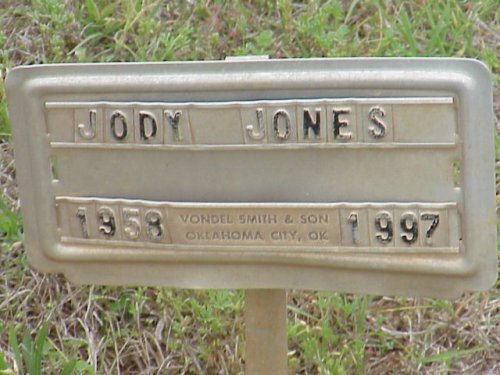 JODY JONES
1958 VONDEL SMITH & SON 1997
OKLAHOMA CITY, OK